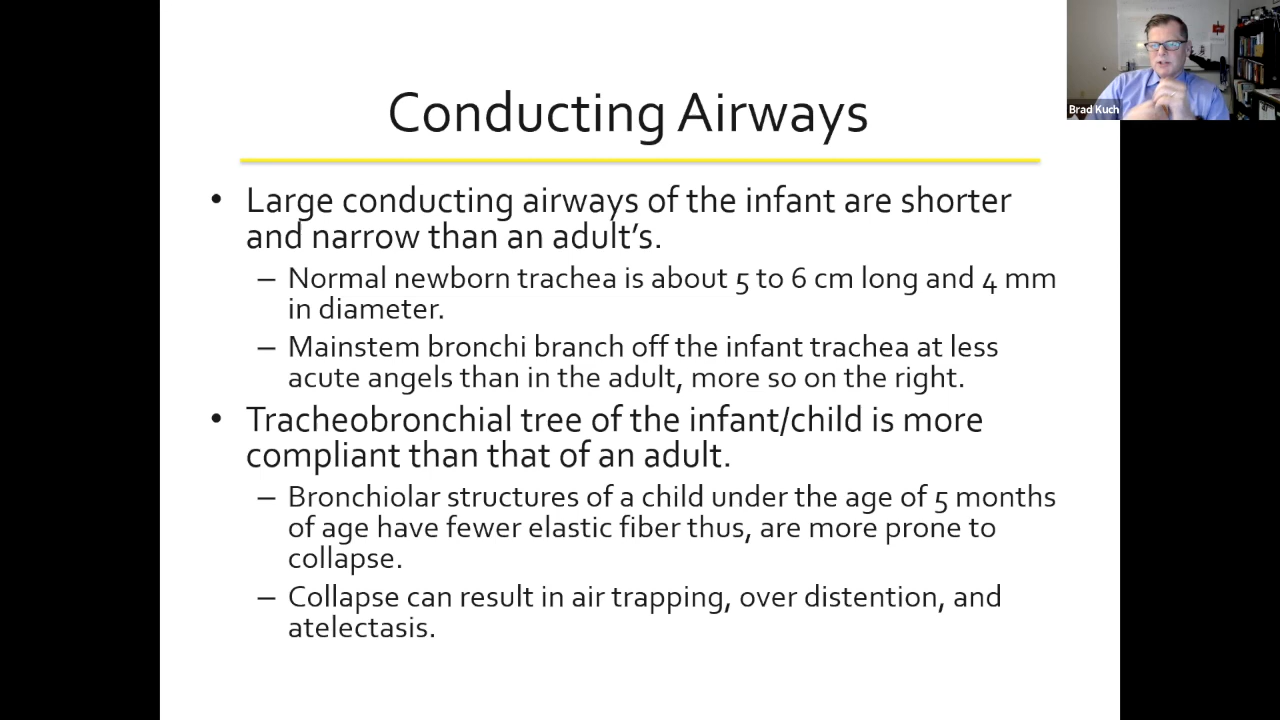 Conducting Airways
Brad Kuch
• Large conducting airways of the infant are shorter
and narrow than an adult’s.
– Normal newborn trachea is about 5 to 6 cm long and 4 mm
in diameter.
– Mainstem bronchi branch off the infant trachea at less
acute angels than in the adult, more so on the right.
• Tracheobronchial tree of the infant/child is more
compliant than that of an adult.
– Bronchiolar structures of a child under the age of 5 months
of age have fewer elastic fiber thus, are more prone to
collapse.
– Collapse can result in air trapping, over distention, and
atelectasis.